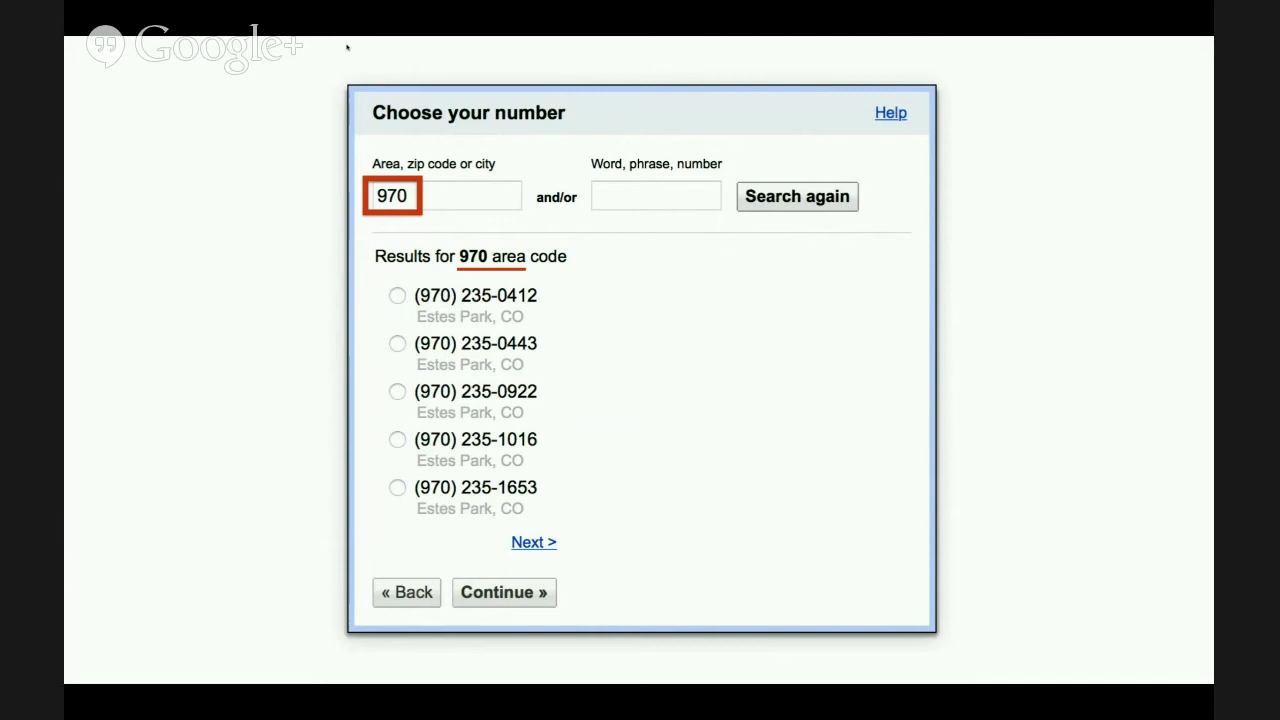 Google+
Choose your number
Help
Area, zip code or city
Word, phrase, number
970
and/or
Search again
Results for 970 area code
(970) 235-0412
Estes Park, CO
(970) 235-0443
Estes Park, CO
(970) 235-0922
Estes Park, CO
(970) 235-1016
Estes Park, CO
(970) 235-1653
Estes Park, CO
Next >
« Back
Continue »